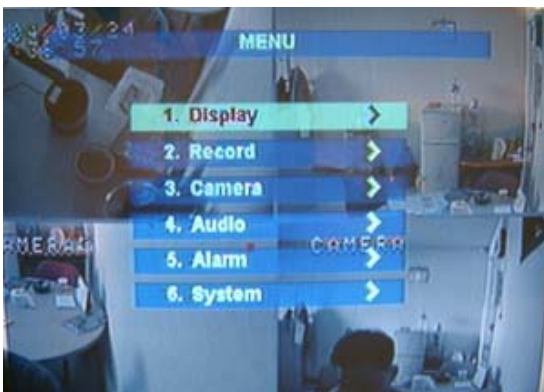 MENU
1. Display >
2. Record >
3. Camera >
4. Audio >
5. Alarm >
6. System >
CAMERA